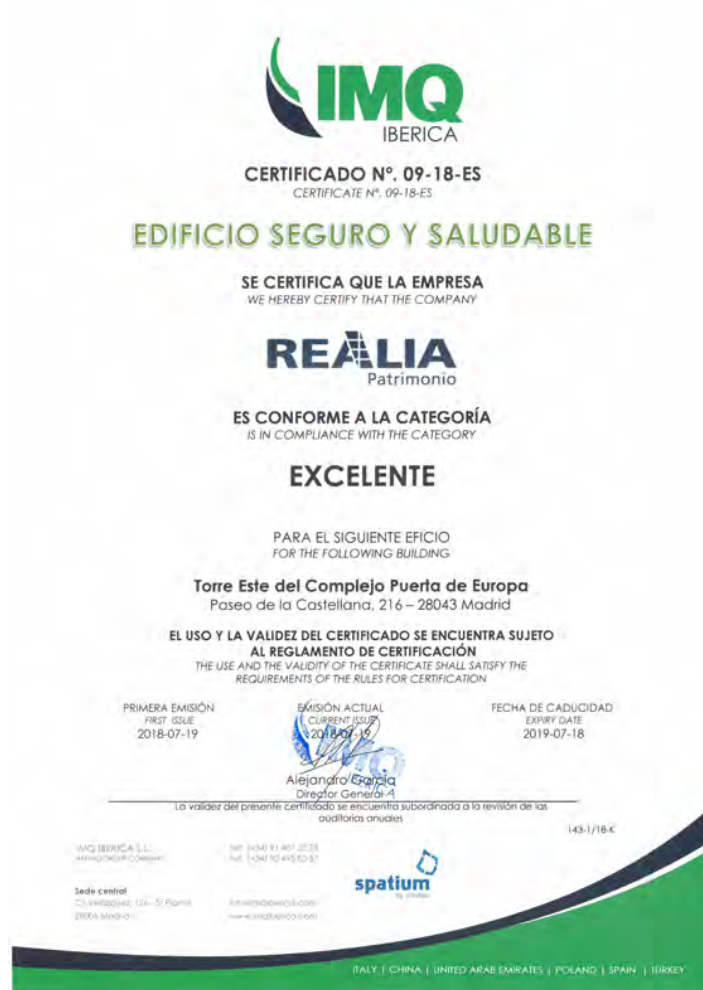 IMQ
IBERICA
CERTIFICADO Nº. 09-18-ES
CERTIFICATE Nº. 09-18-ES
EDIFICIO SEGURO Y SALUDABLE
SE CERTIFICA QUE LA EMPRESA
WE HEREBY CERTIFY THAT THE COMPANY
REALIA
Patrimonio
ES CONFORME A LA CATEGORÍA
IS IN COMPLIANCE WITH THE CATEGORY
EXCELENTE
PARA EL SIGUIENTE EFICIO
FOR THE FOLLOWING BUILDING
Torre Este del Complejo Puerta de Europa
Paseo de la Castellana, 216 – 28043 Madrid
EL USO Y LA VALIDEZ DEL CERTIFICADO SE ENCUENTRA SUJETO
AL REGLAMENTO DE CERTIFICACIÓN
THE USE AND THE VALIDITY OF THE CERTIFICATE SHALL SATISFY THE
REQUIREMENTS OF THE RULES FOR CERTIFICATION
PRIMERA EMISIÓN
FIRST ISSUE
2018-07-19
EMISIÓN ACTUAL
CURRENT ISSUE
2018-07-19
FECHA DE CADUCIDAD
EXPIRY DATE
2019-07-18
IMQ
Alejandro García
Director General
La validez del presente certificado se encuentra subordinada a la revisión de las
auditorías anuales
143-1/18-K
IMQ IBERICA S.L.
Sede central
spatium
ITALY | CHINA | UNITED ARAB EMIRATES | POLAND | SPAIN | TURKEY